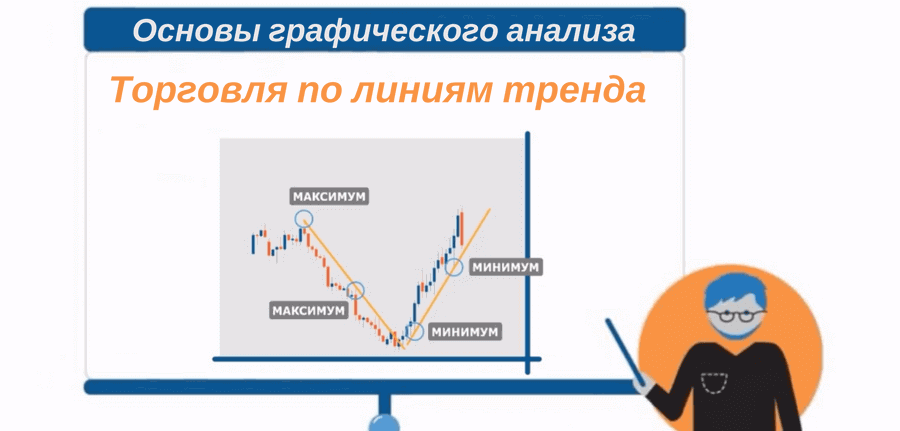 Основы графического анализа
Торговля по линиям тренда
МАКСИМУМ
МИНИМУМ
МАКСИМУМ
МИНИМУМ